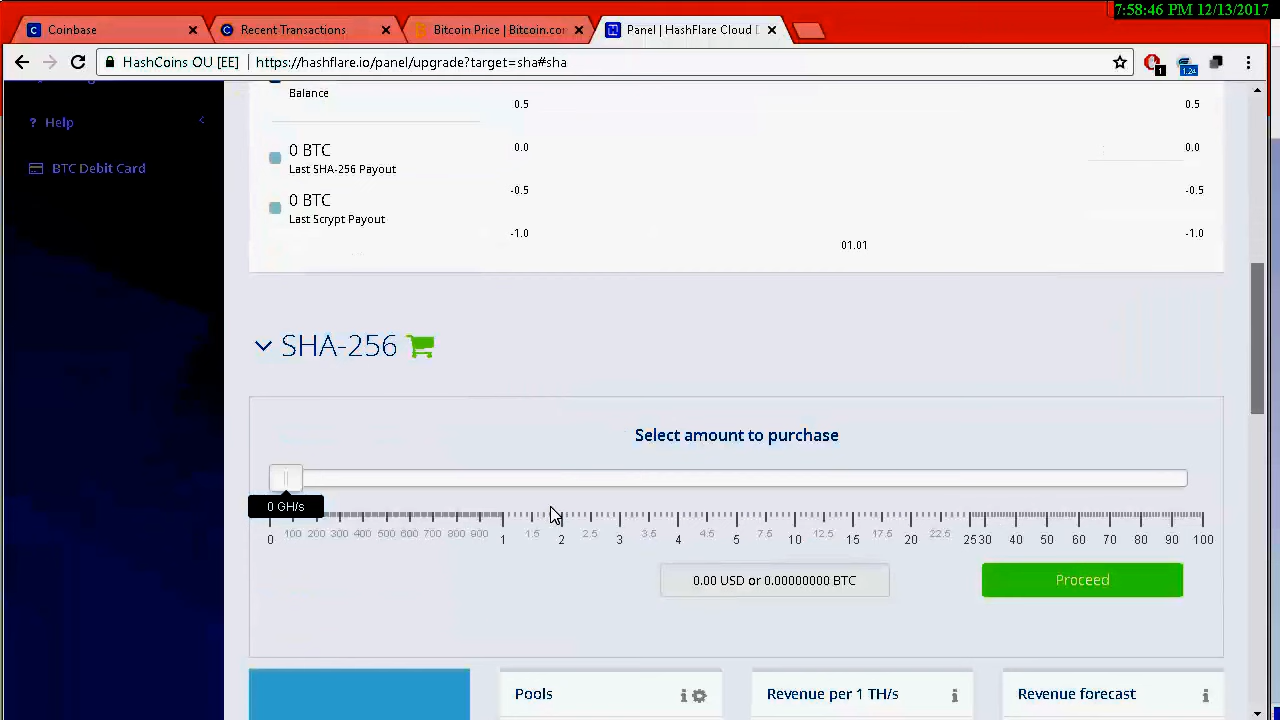 7:58:46 PM 12/13/2017
Coinbase
Recent Transactions
Bitcoin Price | Bitcoin.co
Panel | HashFlare Cloud
HashCoins OU [EE]
https://hashflare.io/panel/upgrade?target=sha#sha
1
1.24
? Help
BTC Debit Card
Balance
0 BTC
Last SHA-256 Payout
0 BTC
Last Scrypt Payout
0.5 0.5
0.0 0.0
-0.5 -0.5
-1.0 -1.0
01.01
SHA-256
Select amount to purchase
0 GH/s
0 100 200 300 400 500 600 700 800 900 1 1.5 2 2.5 3 3.5 4 4.5 5 7.5 10 12.5 15 17.5 20 22.5 25 30 40 50 60 70 80 90 100
0.00 USD or 0.00000000 BTC
Proceed
Pools
Revenue per 1 TH/s
Revenue forecast